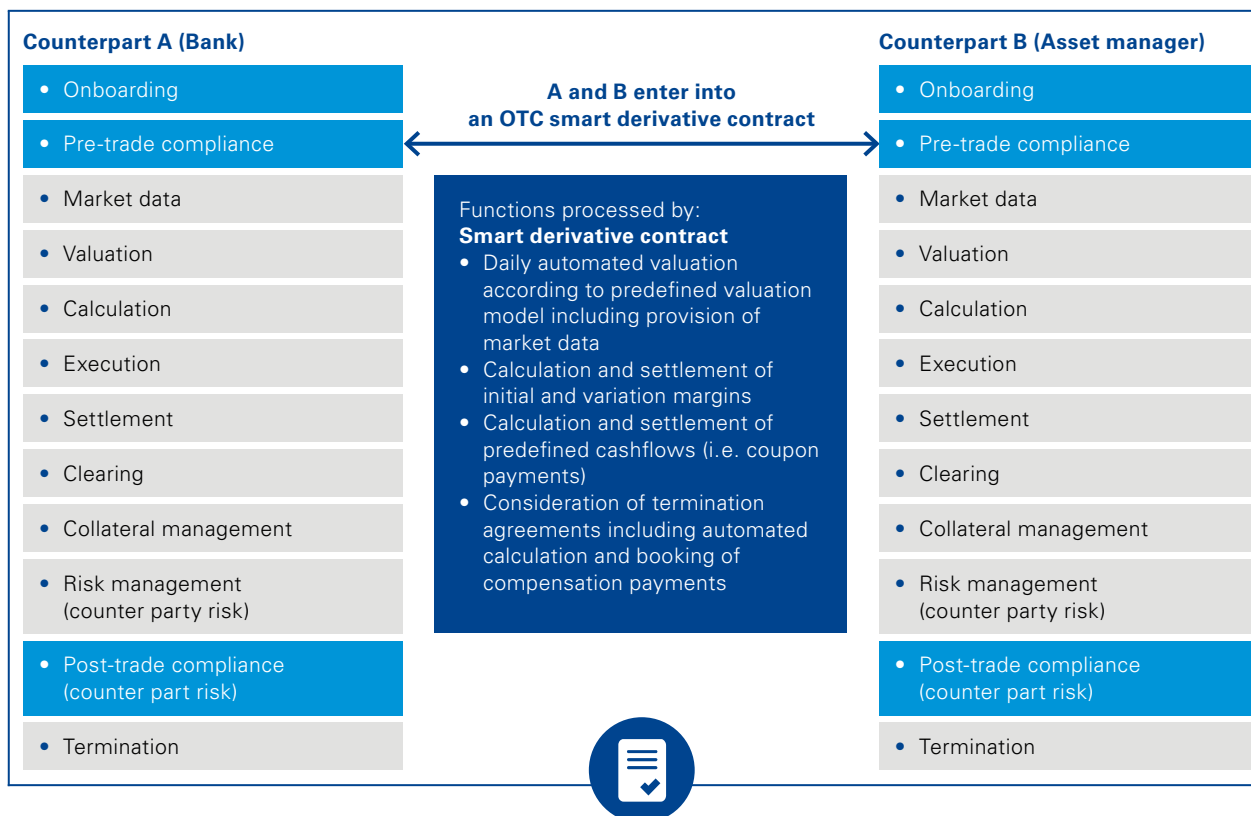 Counterpart A (Bank)
• Onboarding
• Pre-trade compliance
• Market data
• Valuation
• Calculation
• Execution
• Settlement
• Clearing
• Collateral management
• Risk management
(counter party risk)
• Post-trade compliance
(counter part risk)
• Termination
A and B enter into
an OTC smart derivative contract
Functions processed by:
Smart derivative contract
• Daily automated valuation
according to predefined valuation
model including provision of
market data
• Calculation and settlement of
initial and variation margins
• Calculation and settlement of
predefined cashflows (i.e. coupon
payments)
• Consideration of termination
agreements including automated
calculation and booking of
compensation payments
Counterpart B (Asset manager)
• Onboarding
• Pre-trade compliance
• Market data
• Valuation
• Calculation
• Execution
• Settlement
• Clearing
• Collateral management
• Risk management
(counter party risk)
• Post-trade compliance
(counter part risk)
• Termination